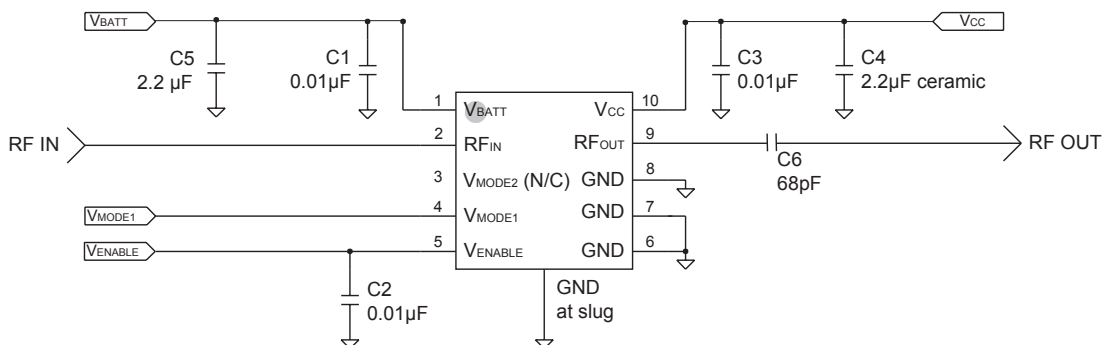 VBATT
VCC
C5
2.2 µF
C1
0.01µF
C3
0.01µF
C4
2.2µF ceramic
1
VBATT
VCC
10
RF IN
2
RFIN
RFOUT
9
RF OUT
C6
68pF
3
VMODE2 (N/C)
GND
8
VMODE1
4
VMODE1
GND
7
VENABLE
5
VENABLE
GND
6
C2
0.01µF
GND
at slug